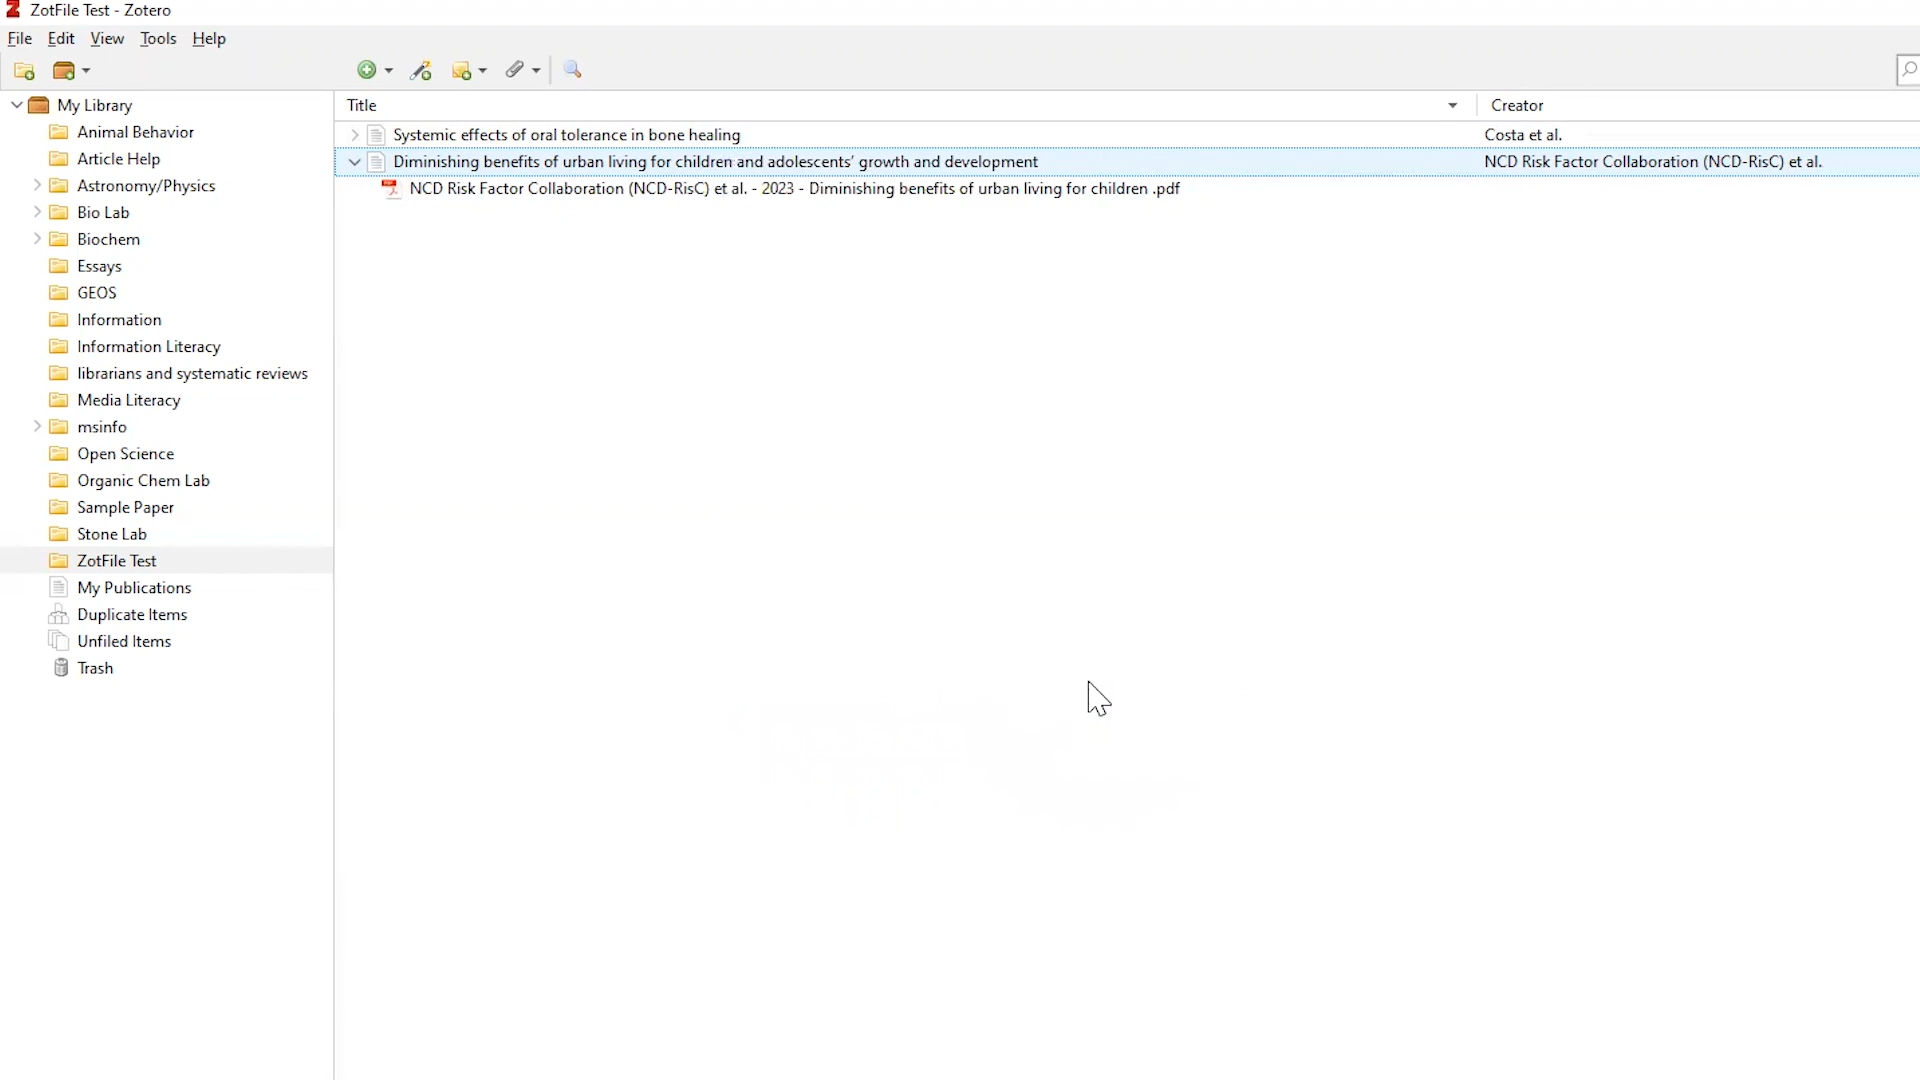 ZotFile Test - Zotero
File Edit View Tools Help
Title Creator
My Library
Animal Behavior
Article Help
Astronomy/Physics
Bio Lab
Biochem
Essays
GEOS
Information
Information Literacy
librarians and systematic reviews
Media Literacy
msinfo
Open Science
Organic Chem Lab
Sample Paper
Stone Lab
ZotFile Test
My Publications
Duplicate Items
Unfiled Items
Trash
Systemic effects of oral tolerance in bone healing Costa et al.
Diminishing benefits of urban living for children and adolescents’ growth and development NCD Risk Factor Collaboration (NCD-RisC) et al.
NCD Risk Factor Collaboration (NCD-RisC) et al. - 2023 - Diminishing benefits of urban living for children .pdf